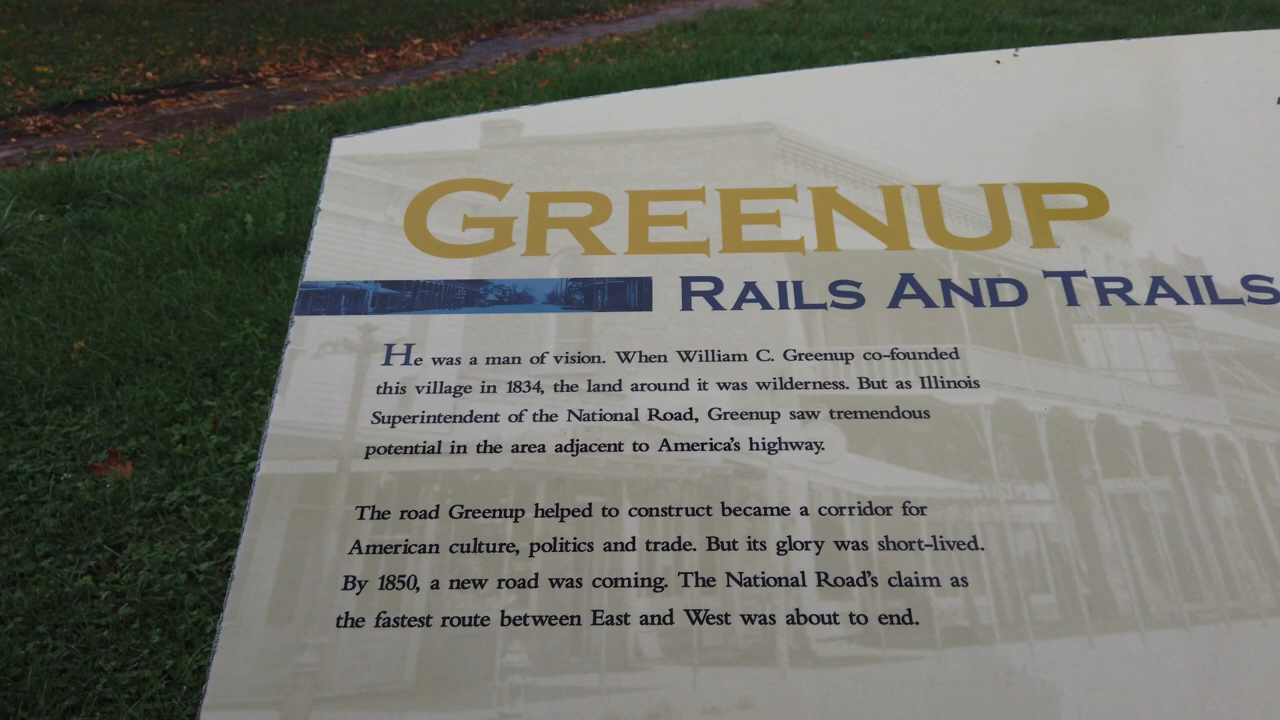 GREENUP
RAILS AND TRAILS
He was a man of vision. When William C. Greenup co-founded
this village in 1834, the land around it was wilderness. But as Illinois
Superintendent of the National Road, Greenup saw tremendous
potential in the area adjacent to America's highway.
The road Greenup helped to construct became a corridor for
American culture, politics and trade. But its glory was short-lived.
By 1850, a new road was coming. The National Road's claim as
the fastest route between East and West was about to end.